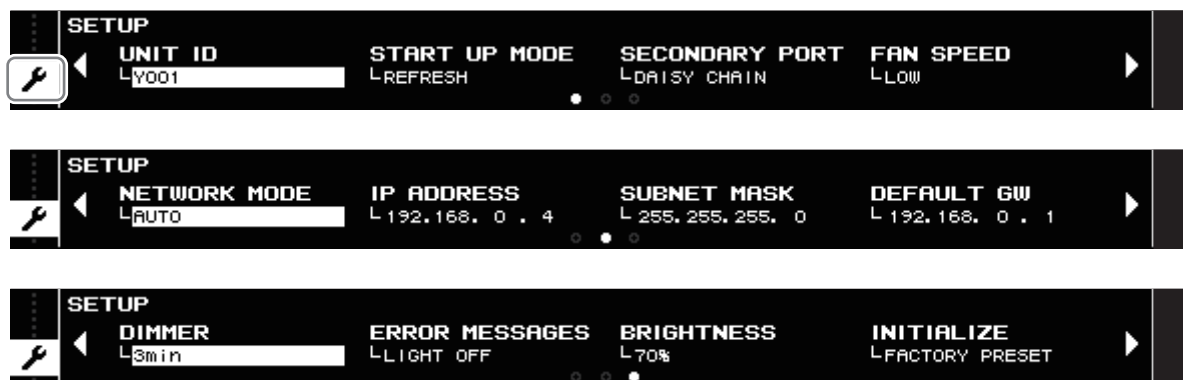 SETUP
UNIT ID START UP MODE SECONDARY PORT FAN SPEED
Y001 REFRESH DAISY CHAIN LOW
SETUP
NETWORK MODE IP ADDRESS SUBNET MASK DEFAULT GW
AUTO 192.168. 0 . 4 255.255.255. 0 192.168. 0 . 1
SETUP
DIMMER ERROR MESSAGES BRIGHTNESS INITIALIZE
3min LIGHT OFF 70% FACTORY PRESET